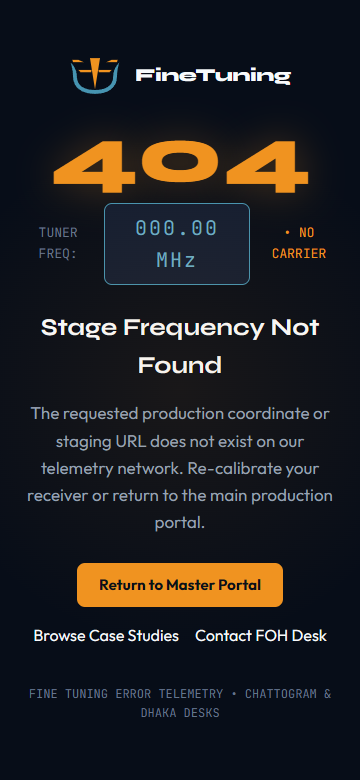 FineTuning
404
TUNER FREQ:
000.00 MHz
• NO CARRIER
Stage Frequency Not
Found
The requested production coordinate or
staging URL does not exist on our
telemetry network. Re-calibrate your
receiver or return to the main production
portal.
Return to Master Portal
Browse Case Studies Contact FOH Desk
FINE TUNING ERROR TELEMETRY • CHATTOGRAM &
DHAKA DESKS